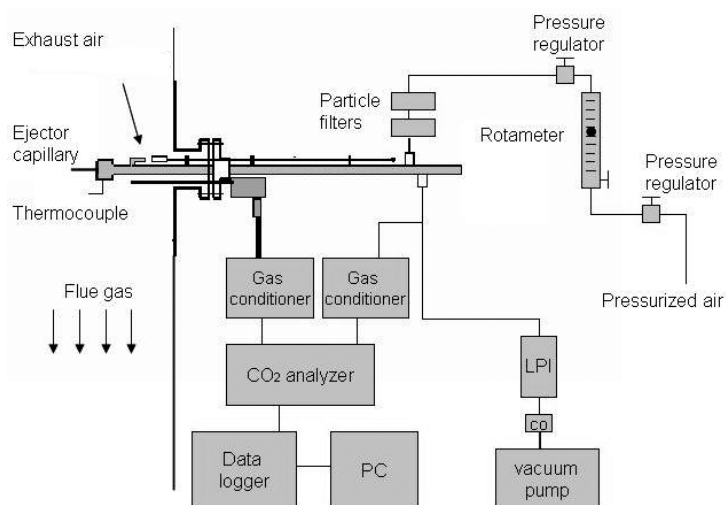 Pressure
regulator
Exhaust air
Particle
filters
Rotameter
Ejector
capillary
Pressure
regulator
Thermocouple
Flue gas
Gas
conditioner
Gas
conditioner
Pressurized air
LPI
CO₂ analyzer
co
Data
logger
PC
vacuum
pump